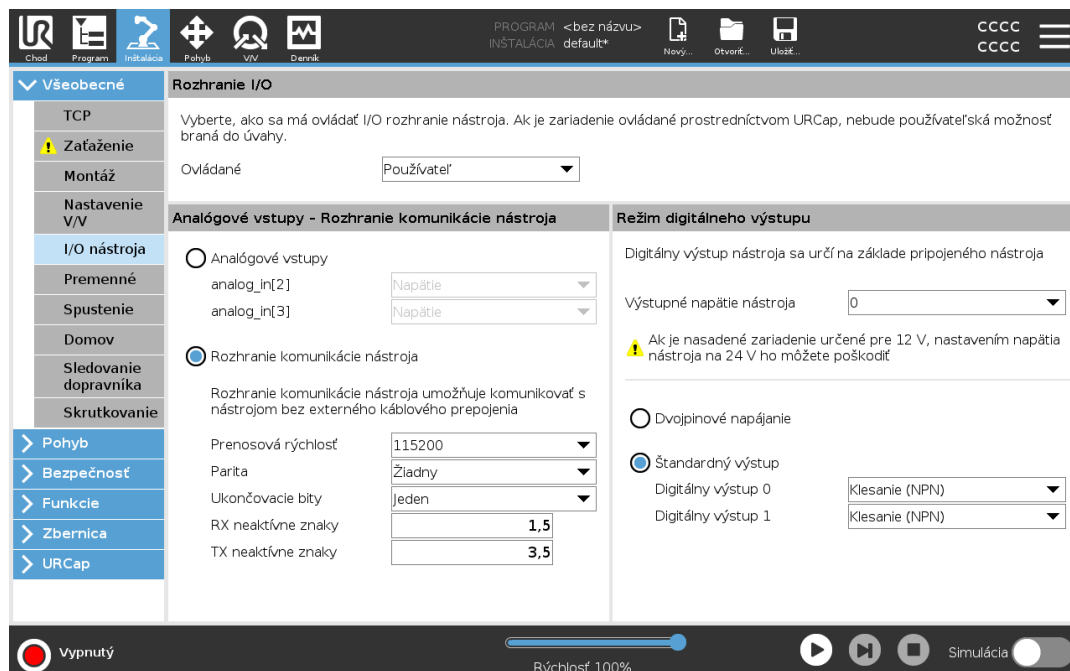 PROGRAM <bez názvu>
INŠTALÁCIA default*
CCCC
CCCC
UR
Chod
Program
Inštalácia
Pohyb
V/V
Denník
Nový...
Otvoriť...
Uložiť...
Všeobecné
TCP
Zaťaženie
Montáž
Nastavenie
V/V
I/O nástroja
Premenné
Spustenie
Domov
Sledovanie
dopravníka
Skrutkovanie
Pohyb
Bezpečnosť
Funkcie
Zbernica
URCap
Rozhranie I/O
Vyberte, ako sa má ovládať I/O rozhranie nástroja. Ak je zariadenie ovládané prostredníctvom URCap, nebude používateľská možnosť
braná do úvahy.
Ovládané Používateľ
Analógové vstupy - Rozhranie komunikácie nástroja
Analógové vstupy
analog_in[2] Napätie
analog_in[3] Napätie
Rozhranie komunikácie nástroja
Rozhranie komunikácie nástroja umožňuje komunikovať s
nástrojom bez externého káblového prepojenia
Prenosová rýchlosť 115200
Parita Žiadny
Ukončovacie bity Jeden
RX neaktívne znaky 1,5
TX neaktívne znaky 3,5
Režim digitálneho výstupu
Digitálny výstup nástroja sa určí na základe pripojeného nástroja
Výstupné napätie nástroja 0
Ak je nasadené zariadenie určené pre 12 V, nastavením napätia
nástroja na 24 V ho môžete poškodiť
Dvojpinové napájanie
Štandardný výstup
Digitálny výstup 0 Klesanie (NPN)
Digitálny výstup 1 Klesanie (NPN)
Vypnutý
Rýchlosť 100%
Simulácia